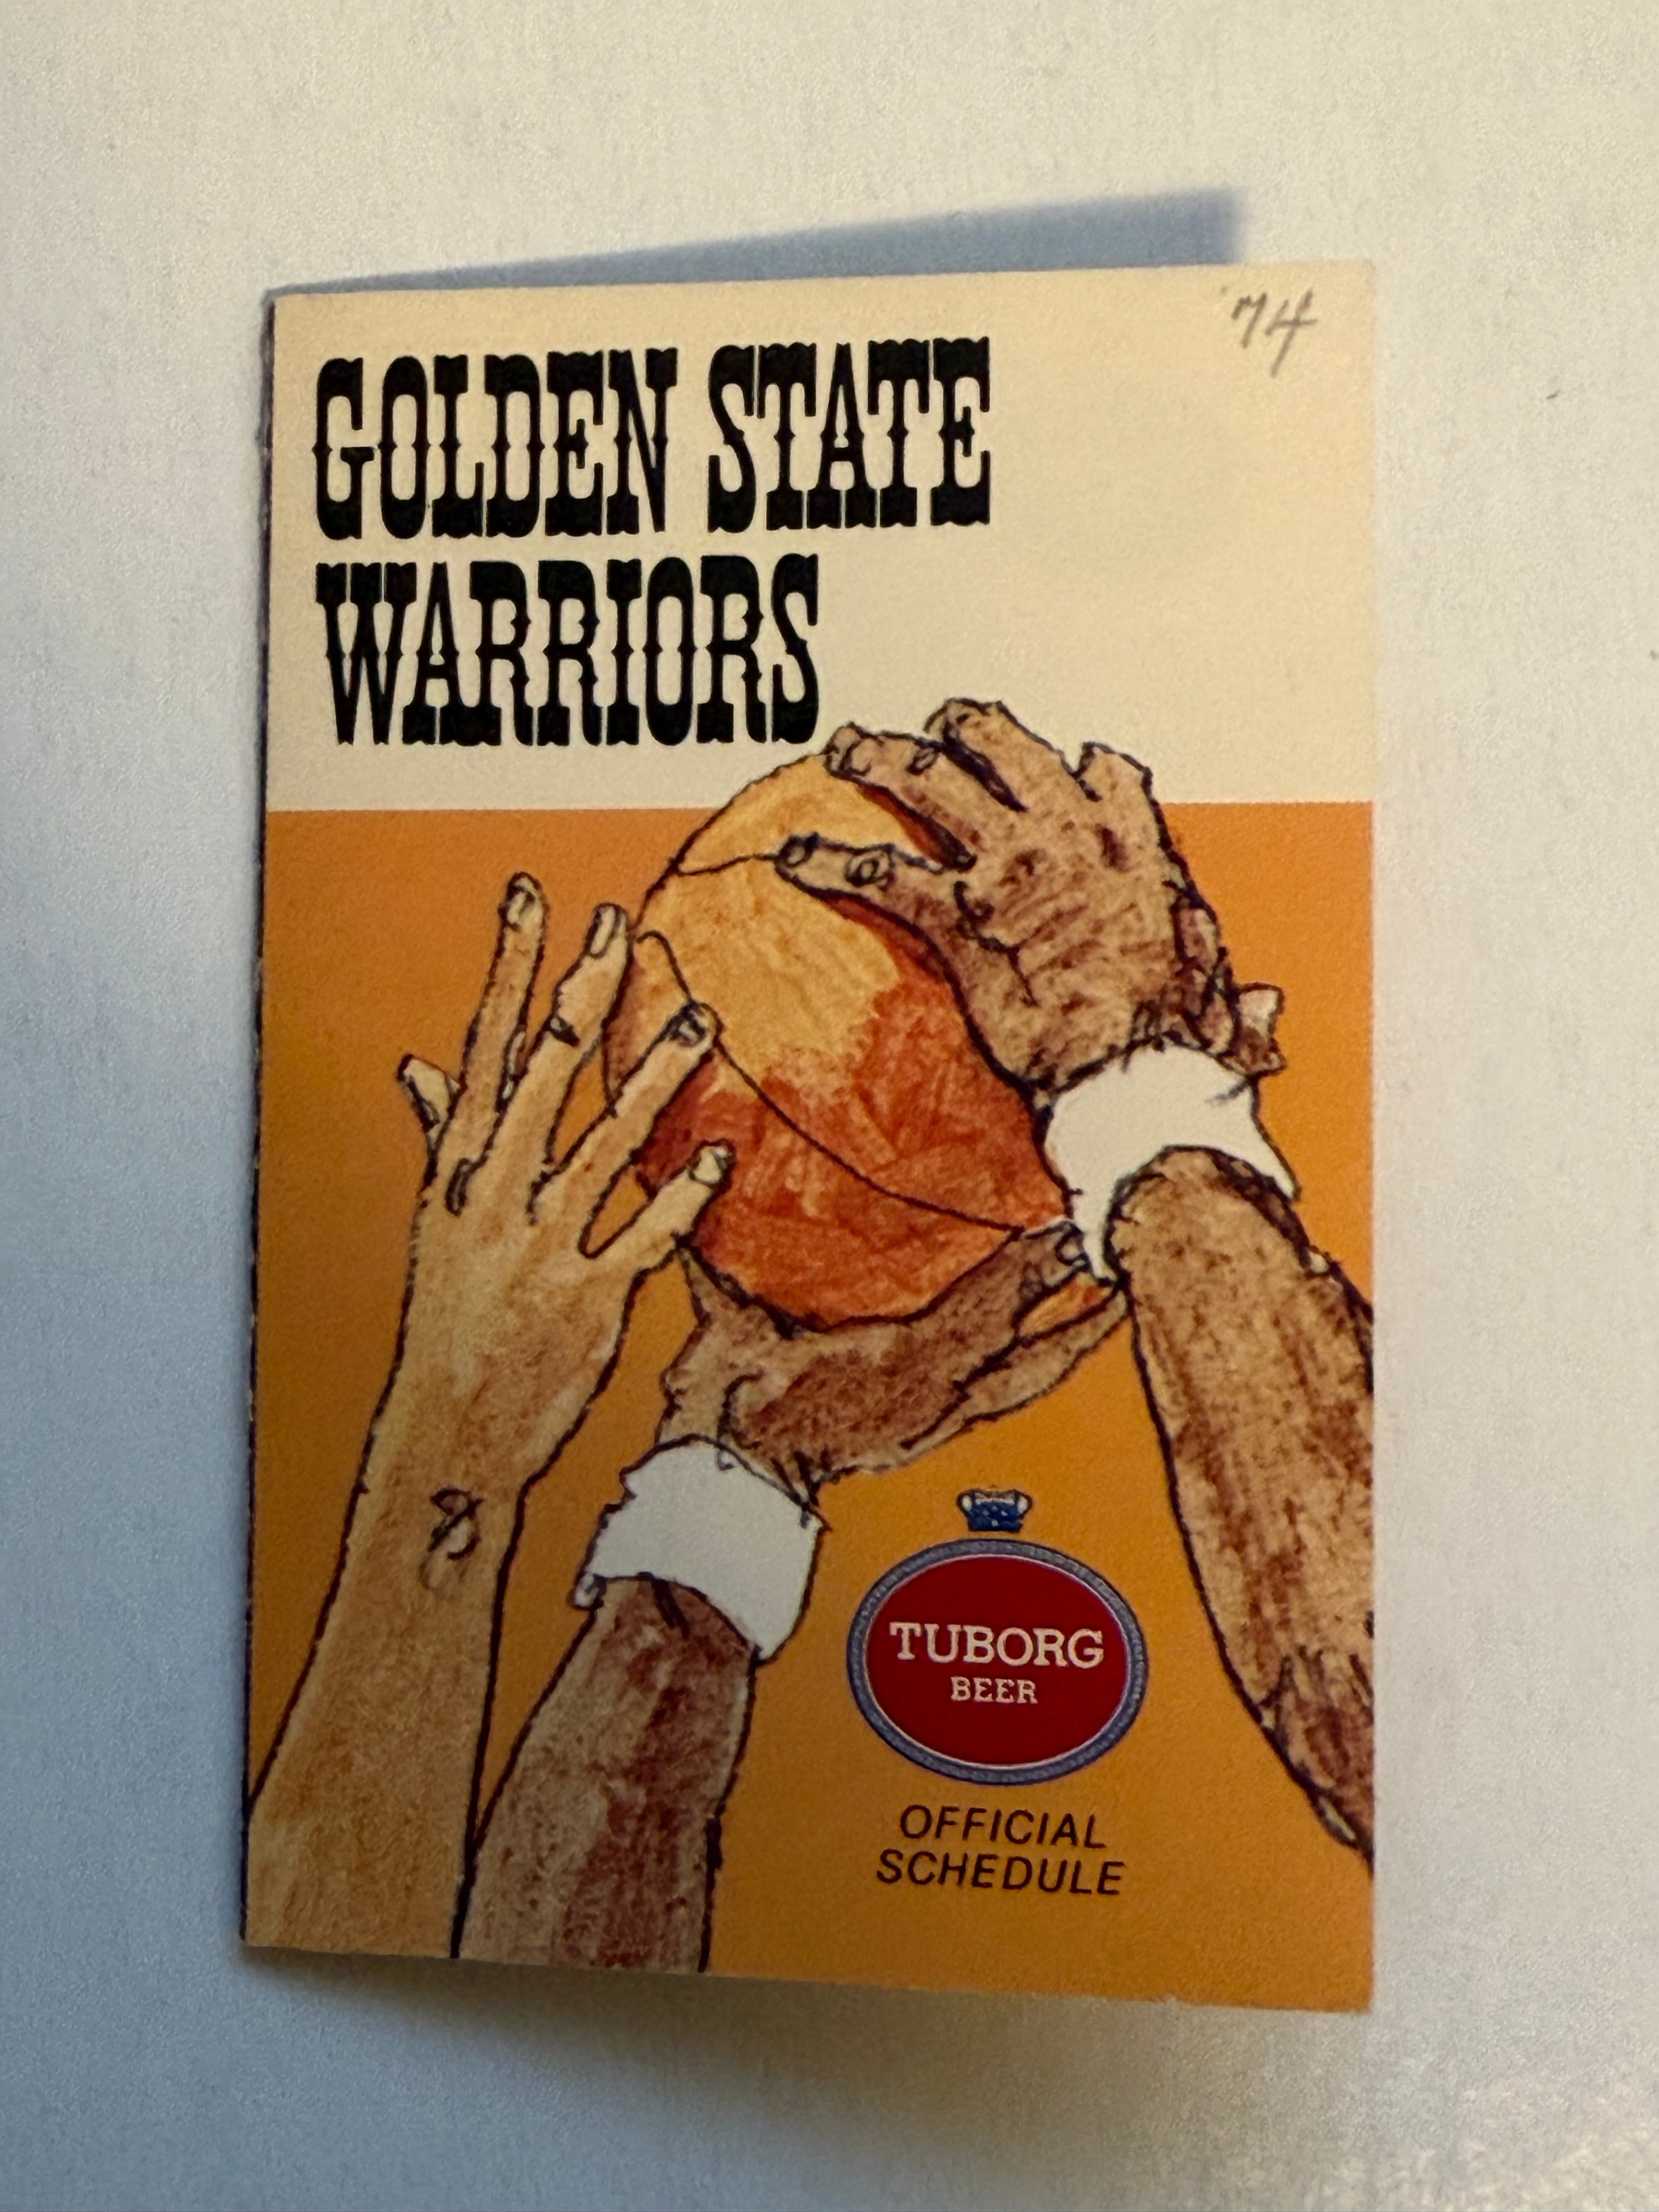 '74
GOLDEN STATE
WARRIORS
TUBORG
BEER
OFFICIAL
SCHEDULE